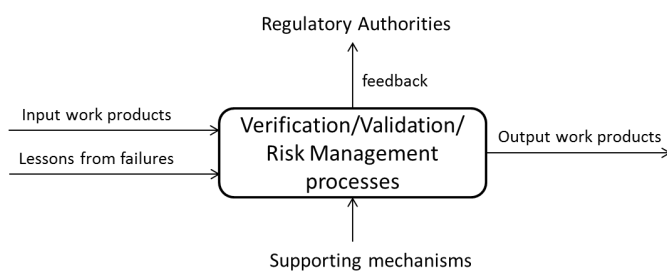 Regulatory Authorities
feedback
Input work products
Lessons from failures
Verification/Validation/
Risk Management
processes
Output work products
Supporting mechanisms